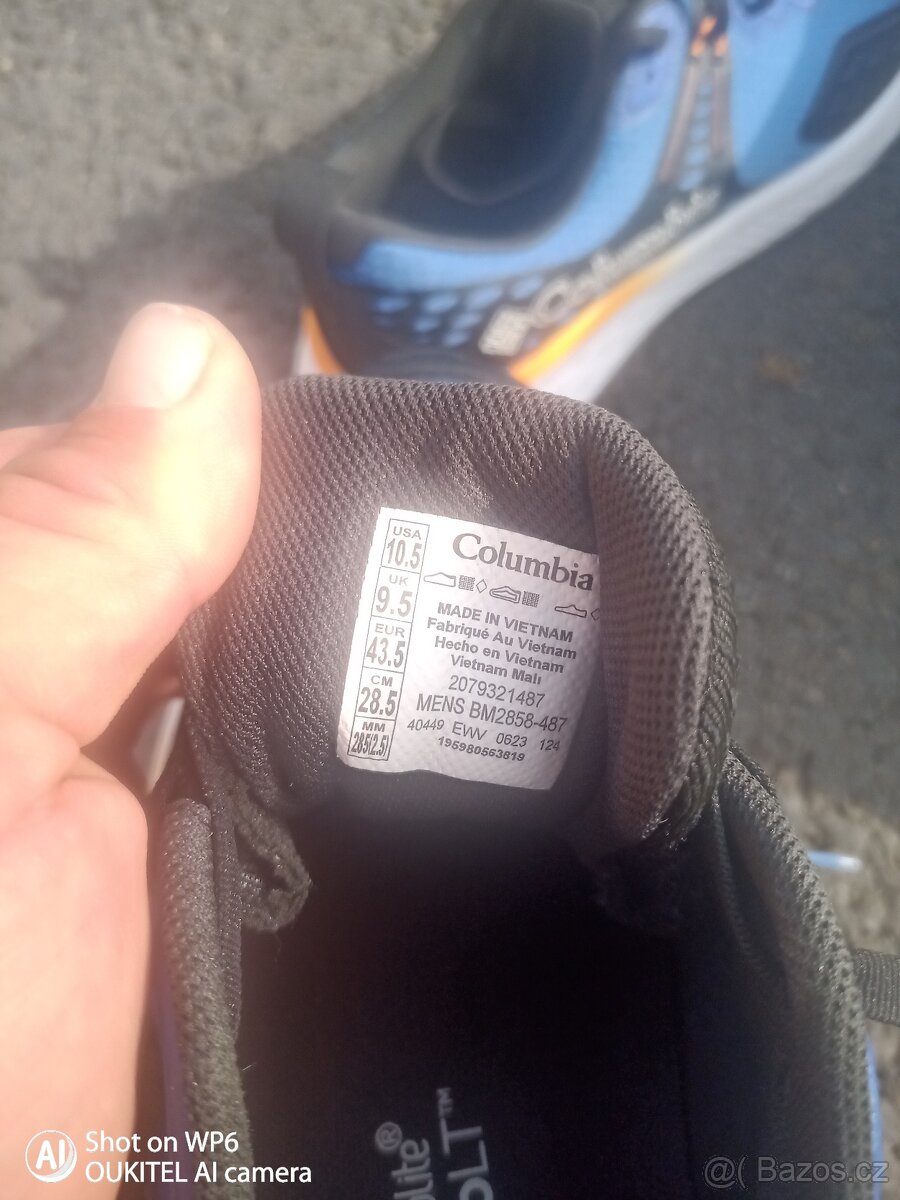 Columbia
USA
10.5
UK
9.5
EUR
43.5
CM
28.5
MM
285(2.5)
Columbia
MADE IN VIETNAM
Fabriqué Au Vietnam
Hecho en Vietnam
Vietnam Malı
2079321487
MENS BM2858-487
40449 EWV 0623 124
195980563819
Shot on WP6
OUKITEL AI camera
AI
@( Bazos.cz